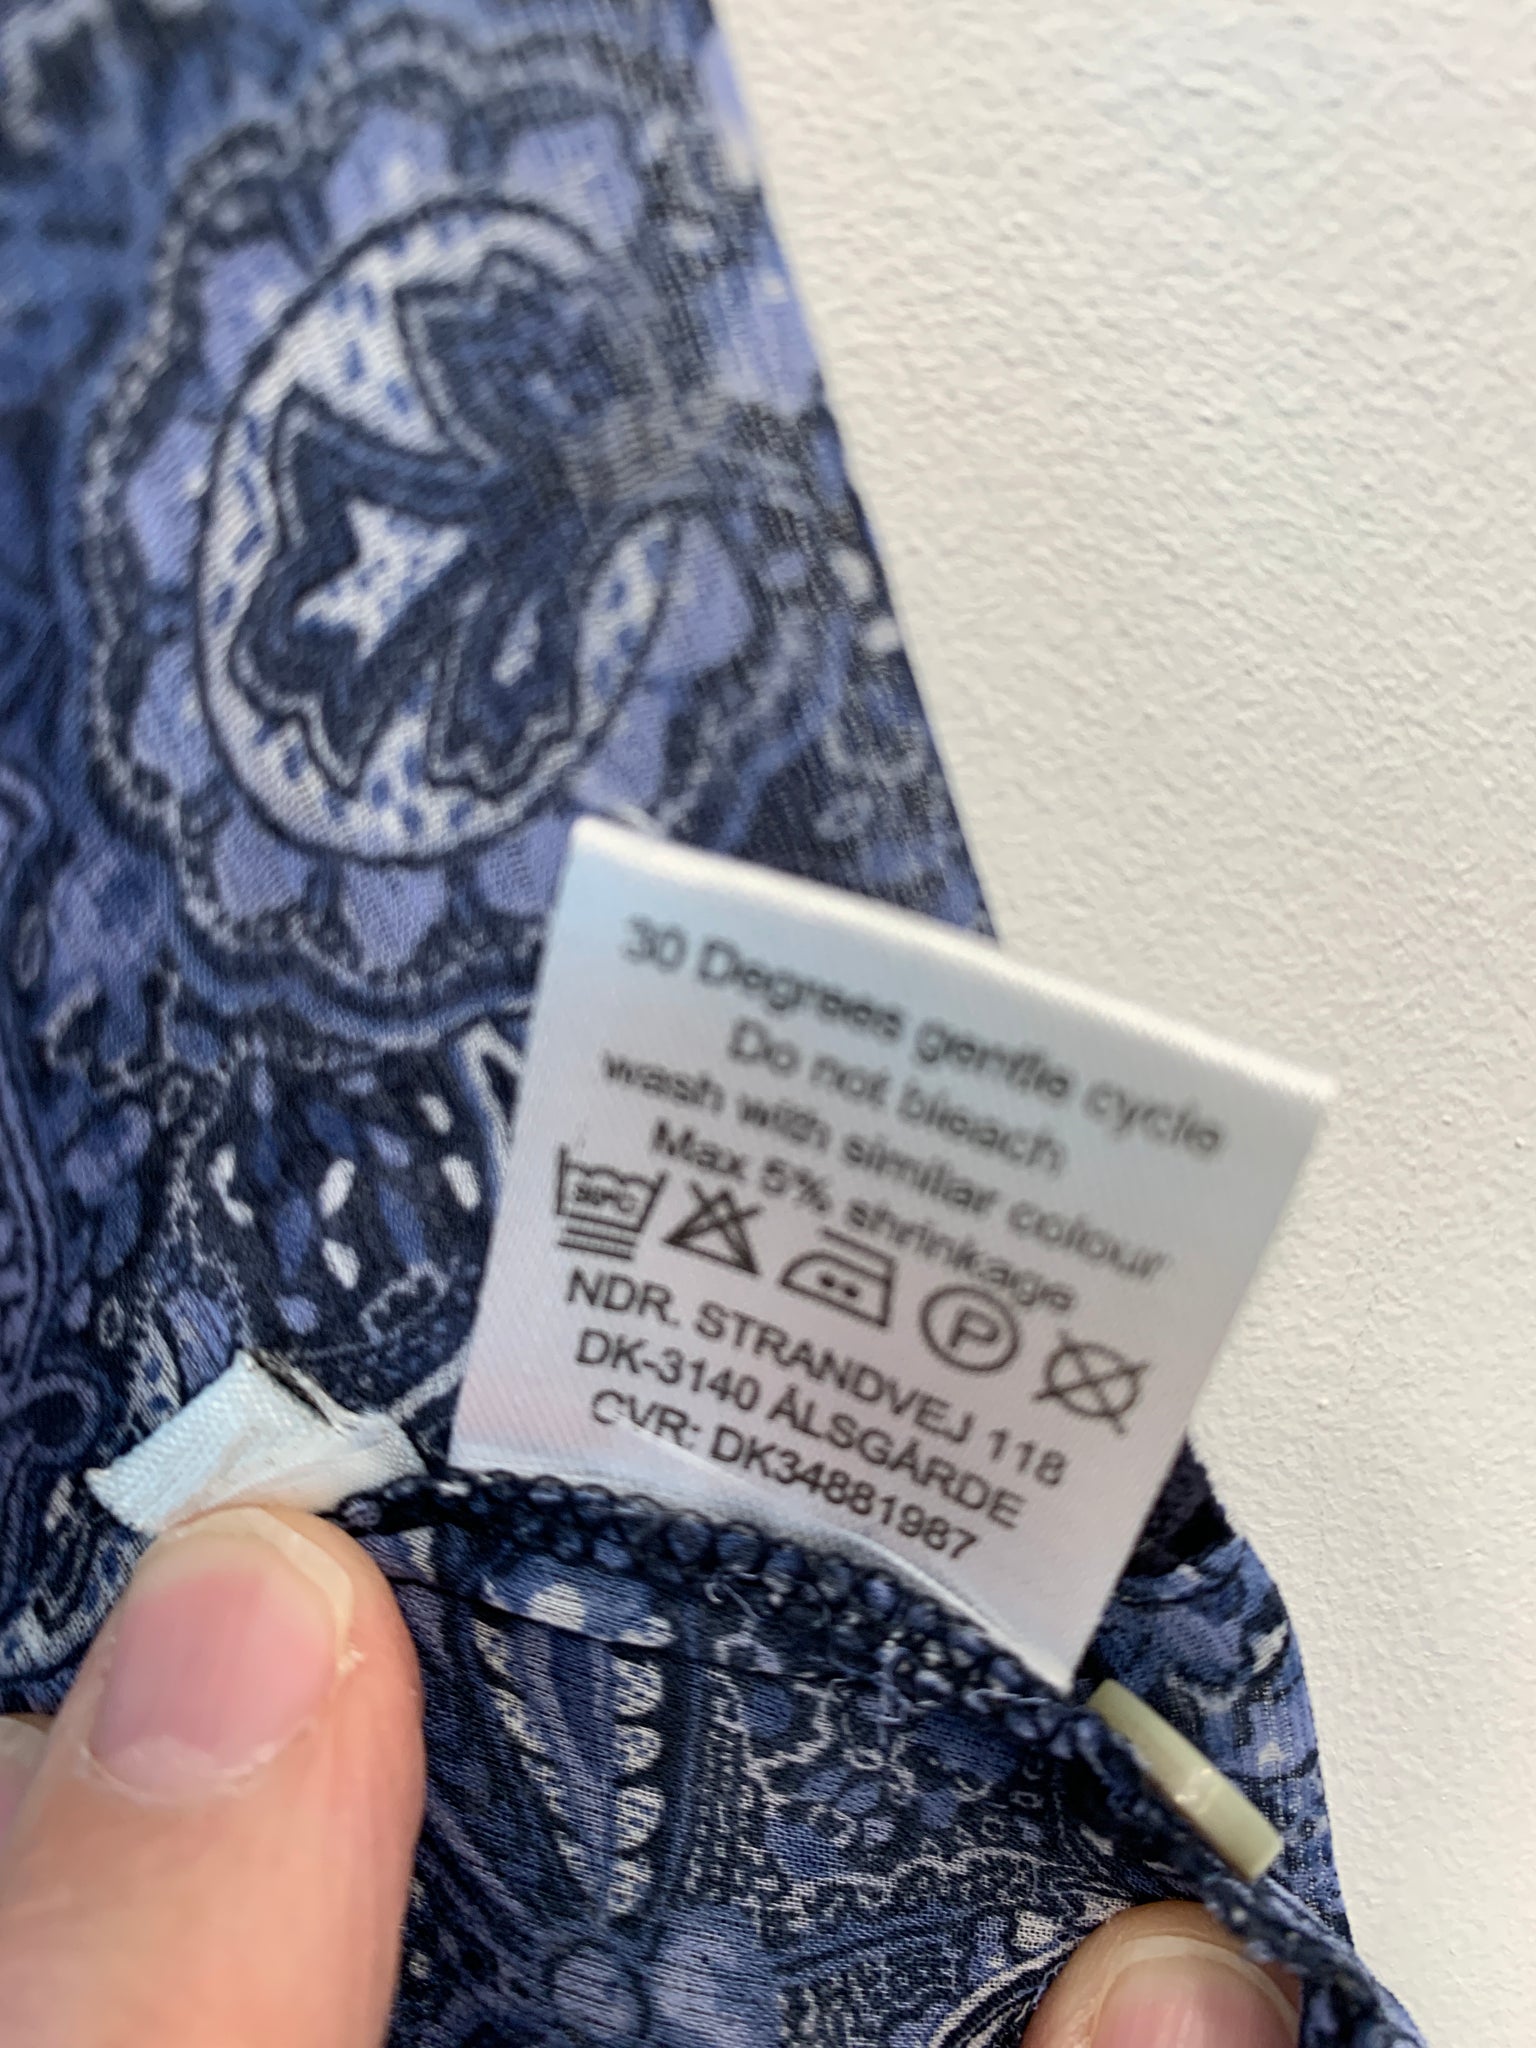 30 Degrees gentle cycle
Do not bleach
wash with similar colour
Max 5% shrinkage
30°C P
NDR. STRANDVEJ 118
DK-3140 ÅLSGÅRDE
CVR: DK34881987